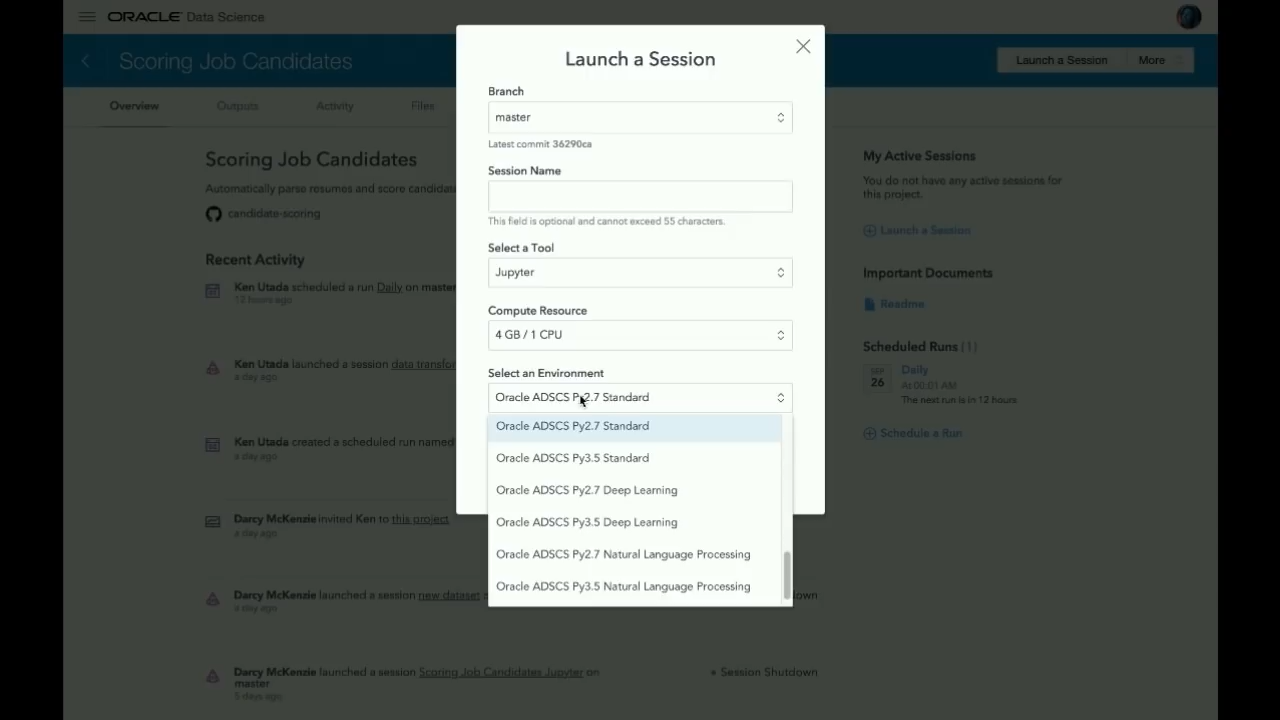 ORACLE Data Science
Scoring Job Candidates
Launch a Session
More
Overview
Outputs
Activity
Files
Scoring Job Candidates
Automatically parse resumes and score candidate
candidate-scoring
Recent Activity
Ken Utada scheduled a run Daily on master
12 hours ago
Ken Utada launched a session data transfor
a day ago
Ken Utada created a scheduled run named
a day ago
Darcy McKenzie invited Ken to this project
a day ago
Darcy McKenzie launched a session new dataset
a day ago
Darcy McKenzie launched a session Scoring Job Candidates Jupyter on
master
5 days ago
Session Shutdown
Launch a Session
Branch
master
Latest commit 36290ca
Session Name
This field is optional and cannot exceed 55 characters.
Select a Tool
Jupyter
Compute Resource
4 GB / 1 CPU
Select an Environment
Oracle ADSCS Py2.7 Standard
Oracle ADSCS Py2.7 Standard
Oracle ADSCS Py3.5 Standard
Oracle ADSCS Py2.7 Deep Learning
Oracle ADSCS Py3.5 Deep Learning
Oracle ADSCS Py2.7 Natural Language Processing
Oracle ADSCS Py3.5 Natural Language Processing
My Active Sessions
You do not have any active sessions for
this project.
Launch a Session
Important Documents
Readme
Scheduled Runs (1)
SEP
26
Daily
At 00:01 AM
The next run is in 12 hours
Schedule a Run